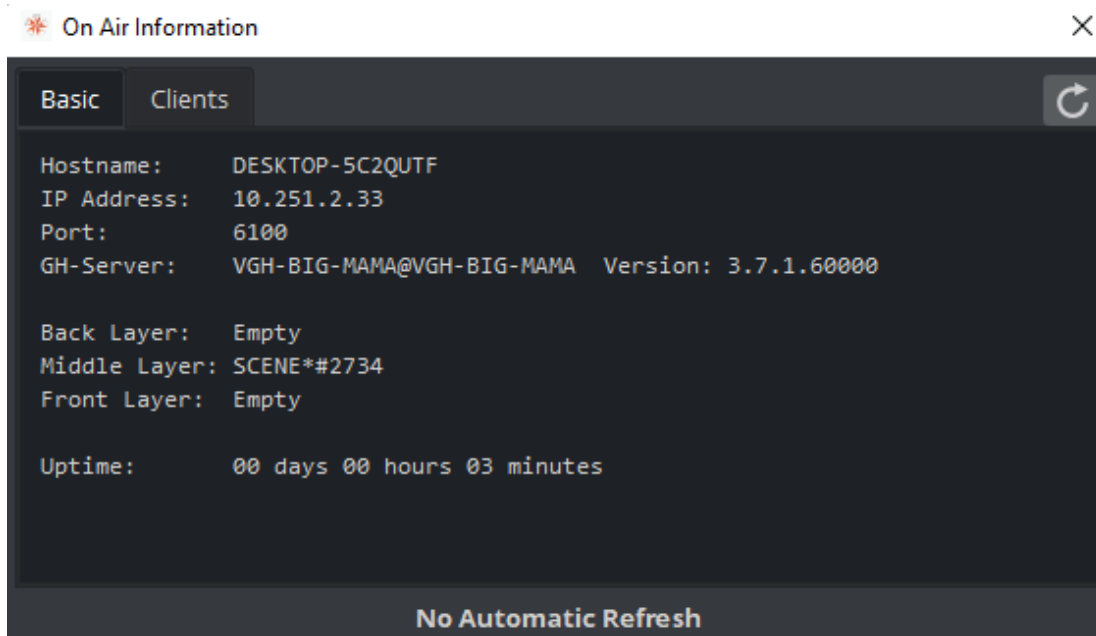 On Air Information
Basic Clients
Hostname: DESKTOP-5C2QUTF
IP Address: 10.251.2.33
Port: 6100
GH-Server: VGH-BIG-MAMA@VGH-BIG-MAMA Version: 3.7.1.60000
Back Layer: Empty
Middle Layer: SCENE*#2734
Front Layer: Empty
Uptime: 00 days 00 hours 03 minutes
No Automatic Refresh